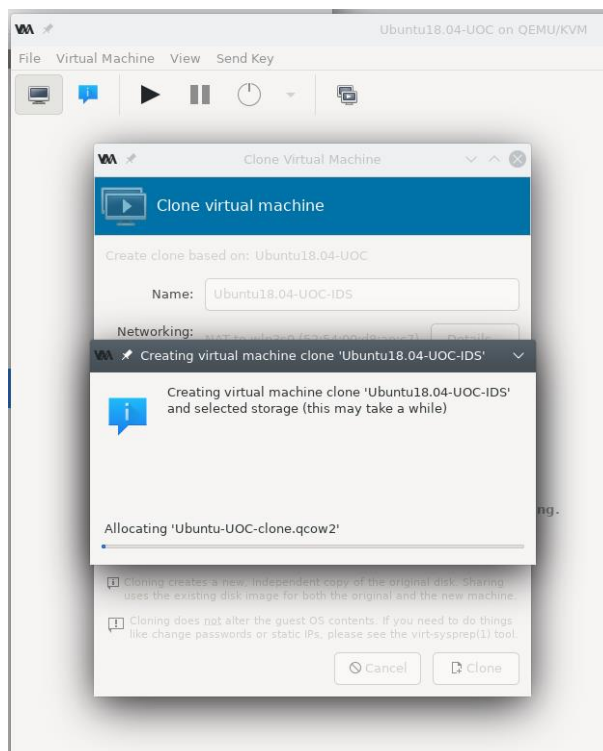 Ubuntu18.04-UOC on QEMU/KVM
File Virtual Machine View Send Key
Clone Virtual Machine
Clone virtual machine
Create clone based on: Ubuntu18.04-UOC
Name: Ubuntu18.04-UOC-IDS
Networking:
Creating virtual machine clone 'Ubuntu18.04-UOC-IDS'
Creating virtual machine clone 'Ubuntu18.04-UOC-IDS'
and selected storage (this may take a while)
ng.
Allocating 'Ubuntu-UOC-clone.qcow2'
Cloning creates a new, independent copy of the original disk. Sharing
uses the existing disk image for both the original and the new machine.
Cloning does not alter the guest OS contents. If you need to do things
like change passwords or static IPs, please see the virt-sysprep(1) tool.
Cancel
Clone